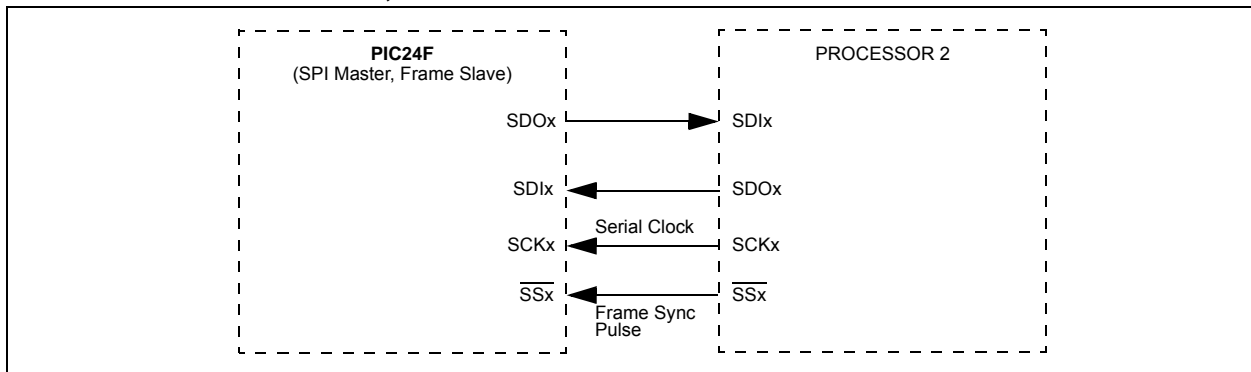 PIC24F
(SPI Master, Frame Slave)
PROCESSOR 2
SDOx
SDIx
SDIx
SDOx
Serial Clock
SCKx
SCKx
SSx
SSx
Frame Sync
Pulse